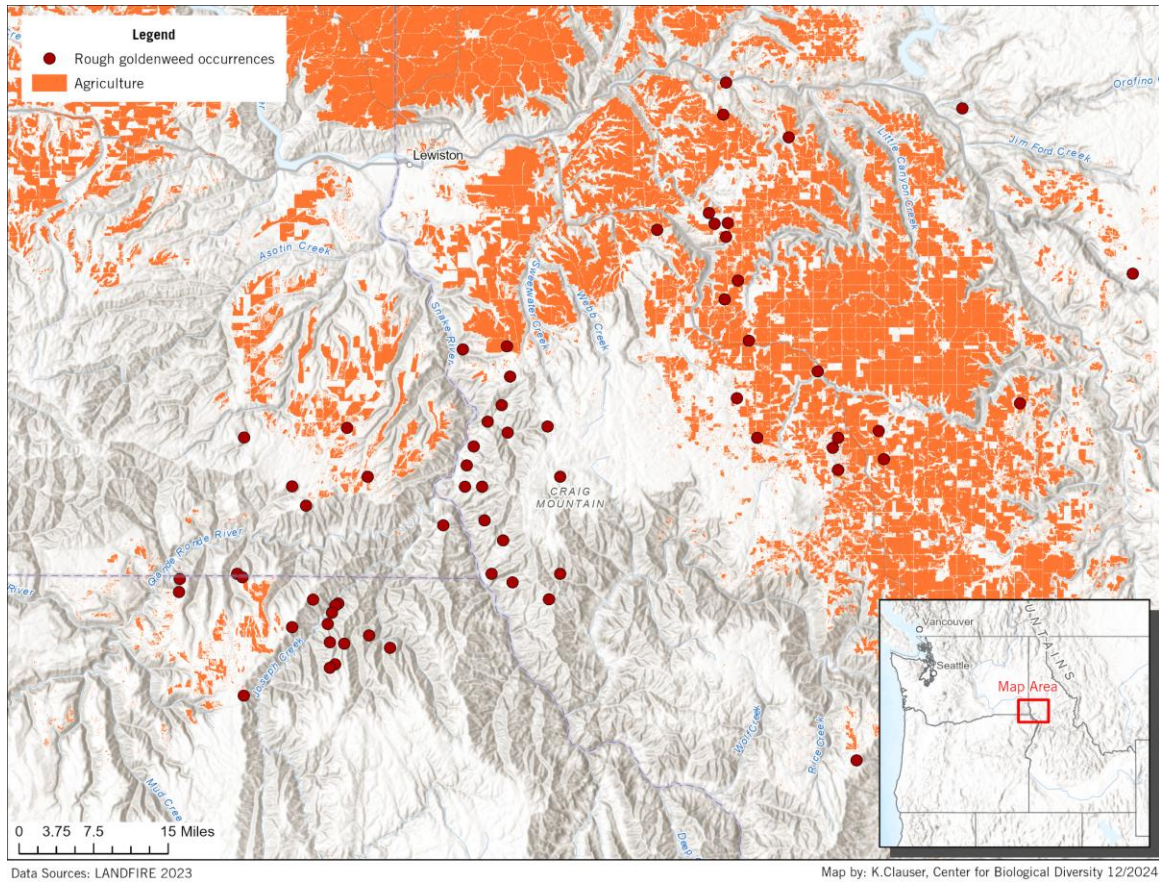 Legend
Rough goldenweed occurrences
Agriculture
Orofino
Little Canyon Creek
Jim Ford Creek
Lewiston
Asotin Creek
Snake River
Sweetwater Creek
Webb Creek
CRAIG
MOUNTAIN
Grande Ronde River
River
Joseph Creek
Wolf Creek
Rice Creek
Mud Cree
Deep
Vancouver
Seattle
UNTAINS
Map Area
0 3.75 7.5 15 Miles
Data Sources: LANDFIRE 2023
Map by: K.Clauser, Center for Biological Diversity 12/2024